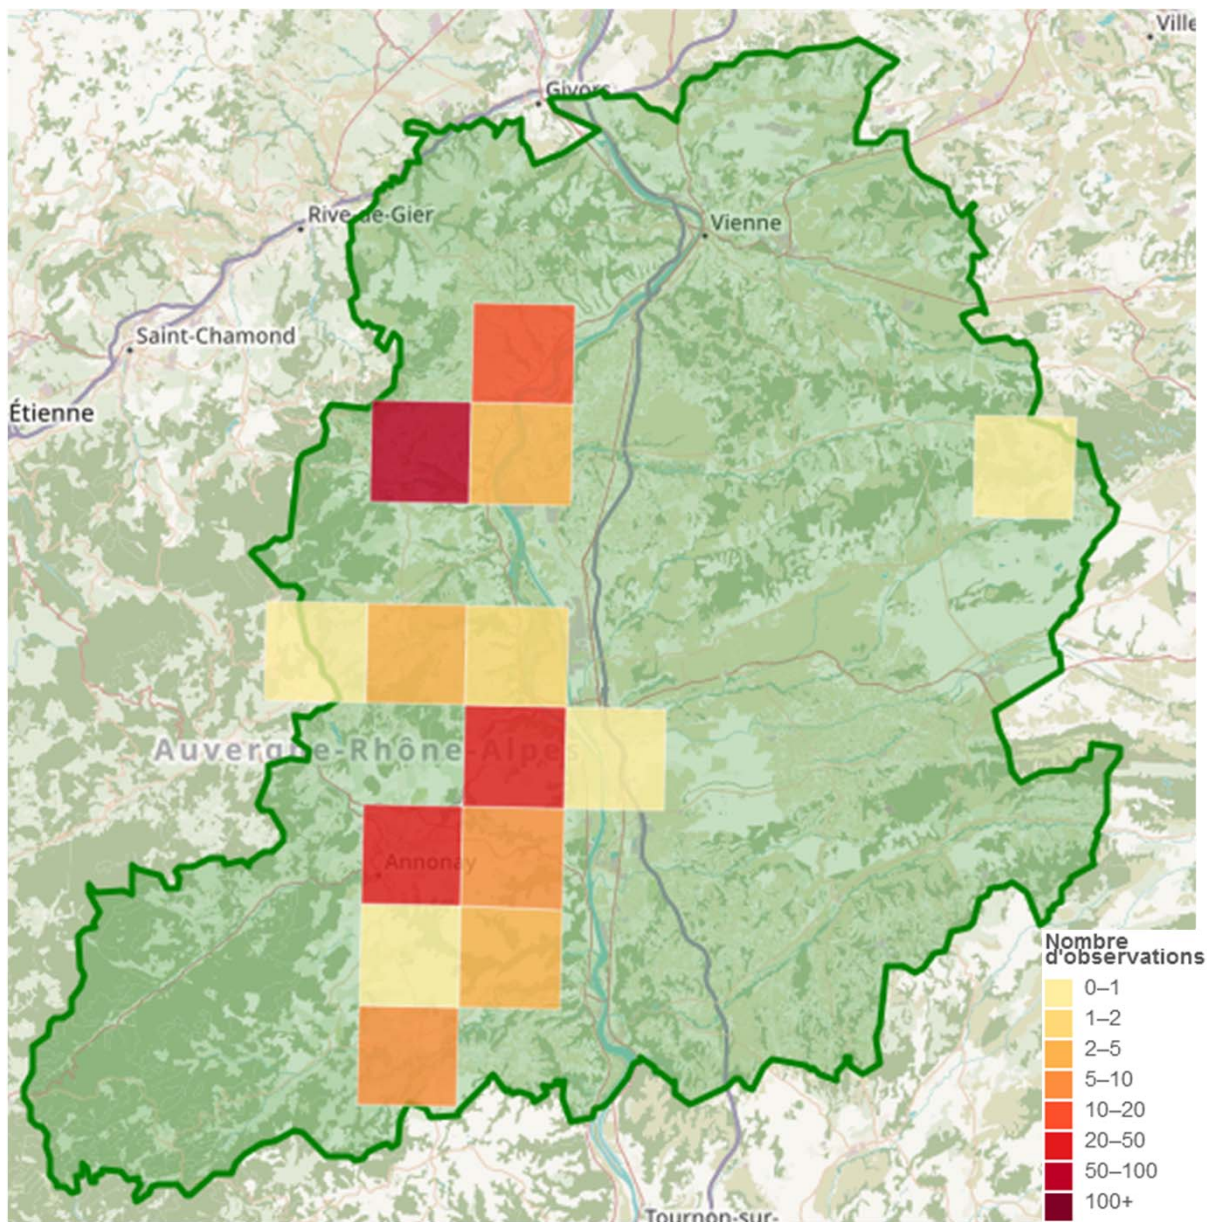 Ville
Givors
Rive-de-Gier
Vienne
Saint-Chamond
Étienne
Auvergne-Rhône-Alpes
Annonay
Tournon-sur-
Nombre
d'observations
0–1
1–2
2–5
5–10
10–20
20–50
50–100
100+